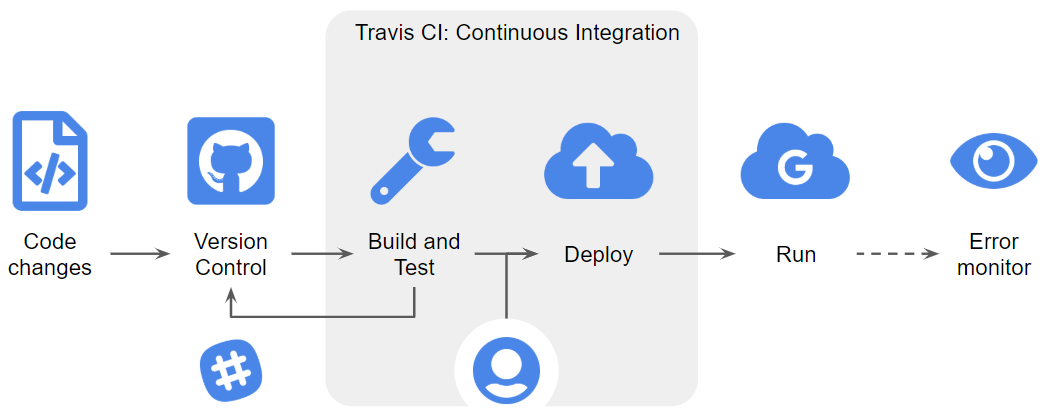 Travis CI: Continuous Integration
Code
changes
Version
Control
Build and
Test
Deploy
Run
Error
monitor